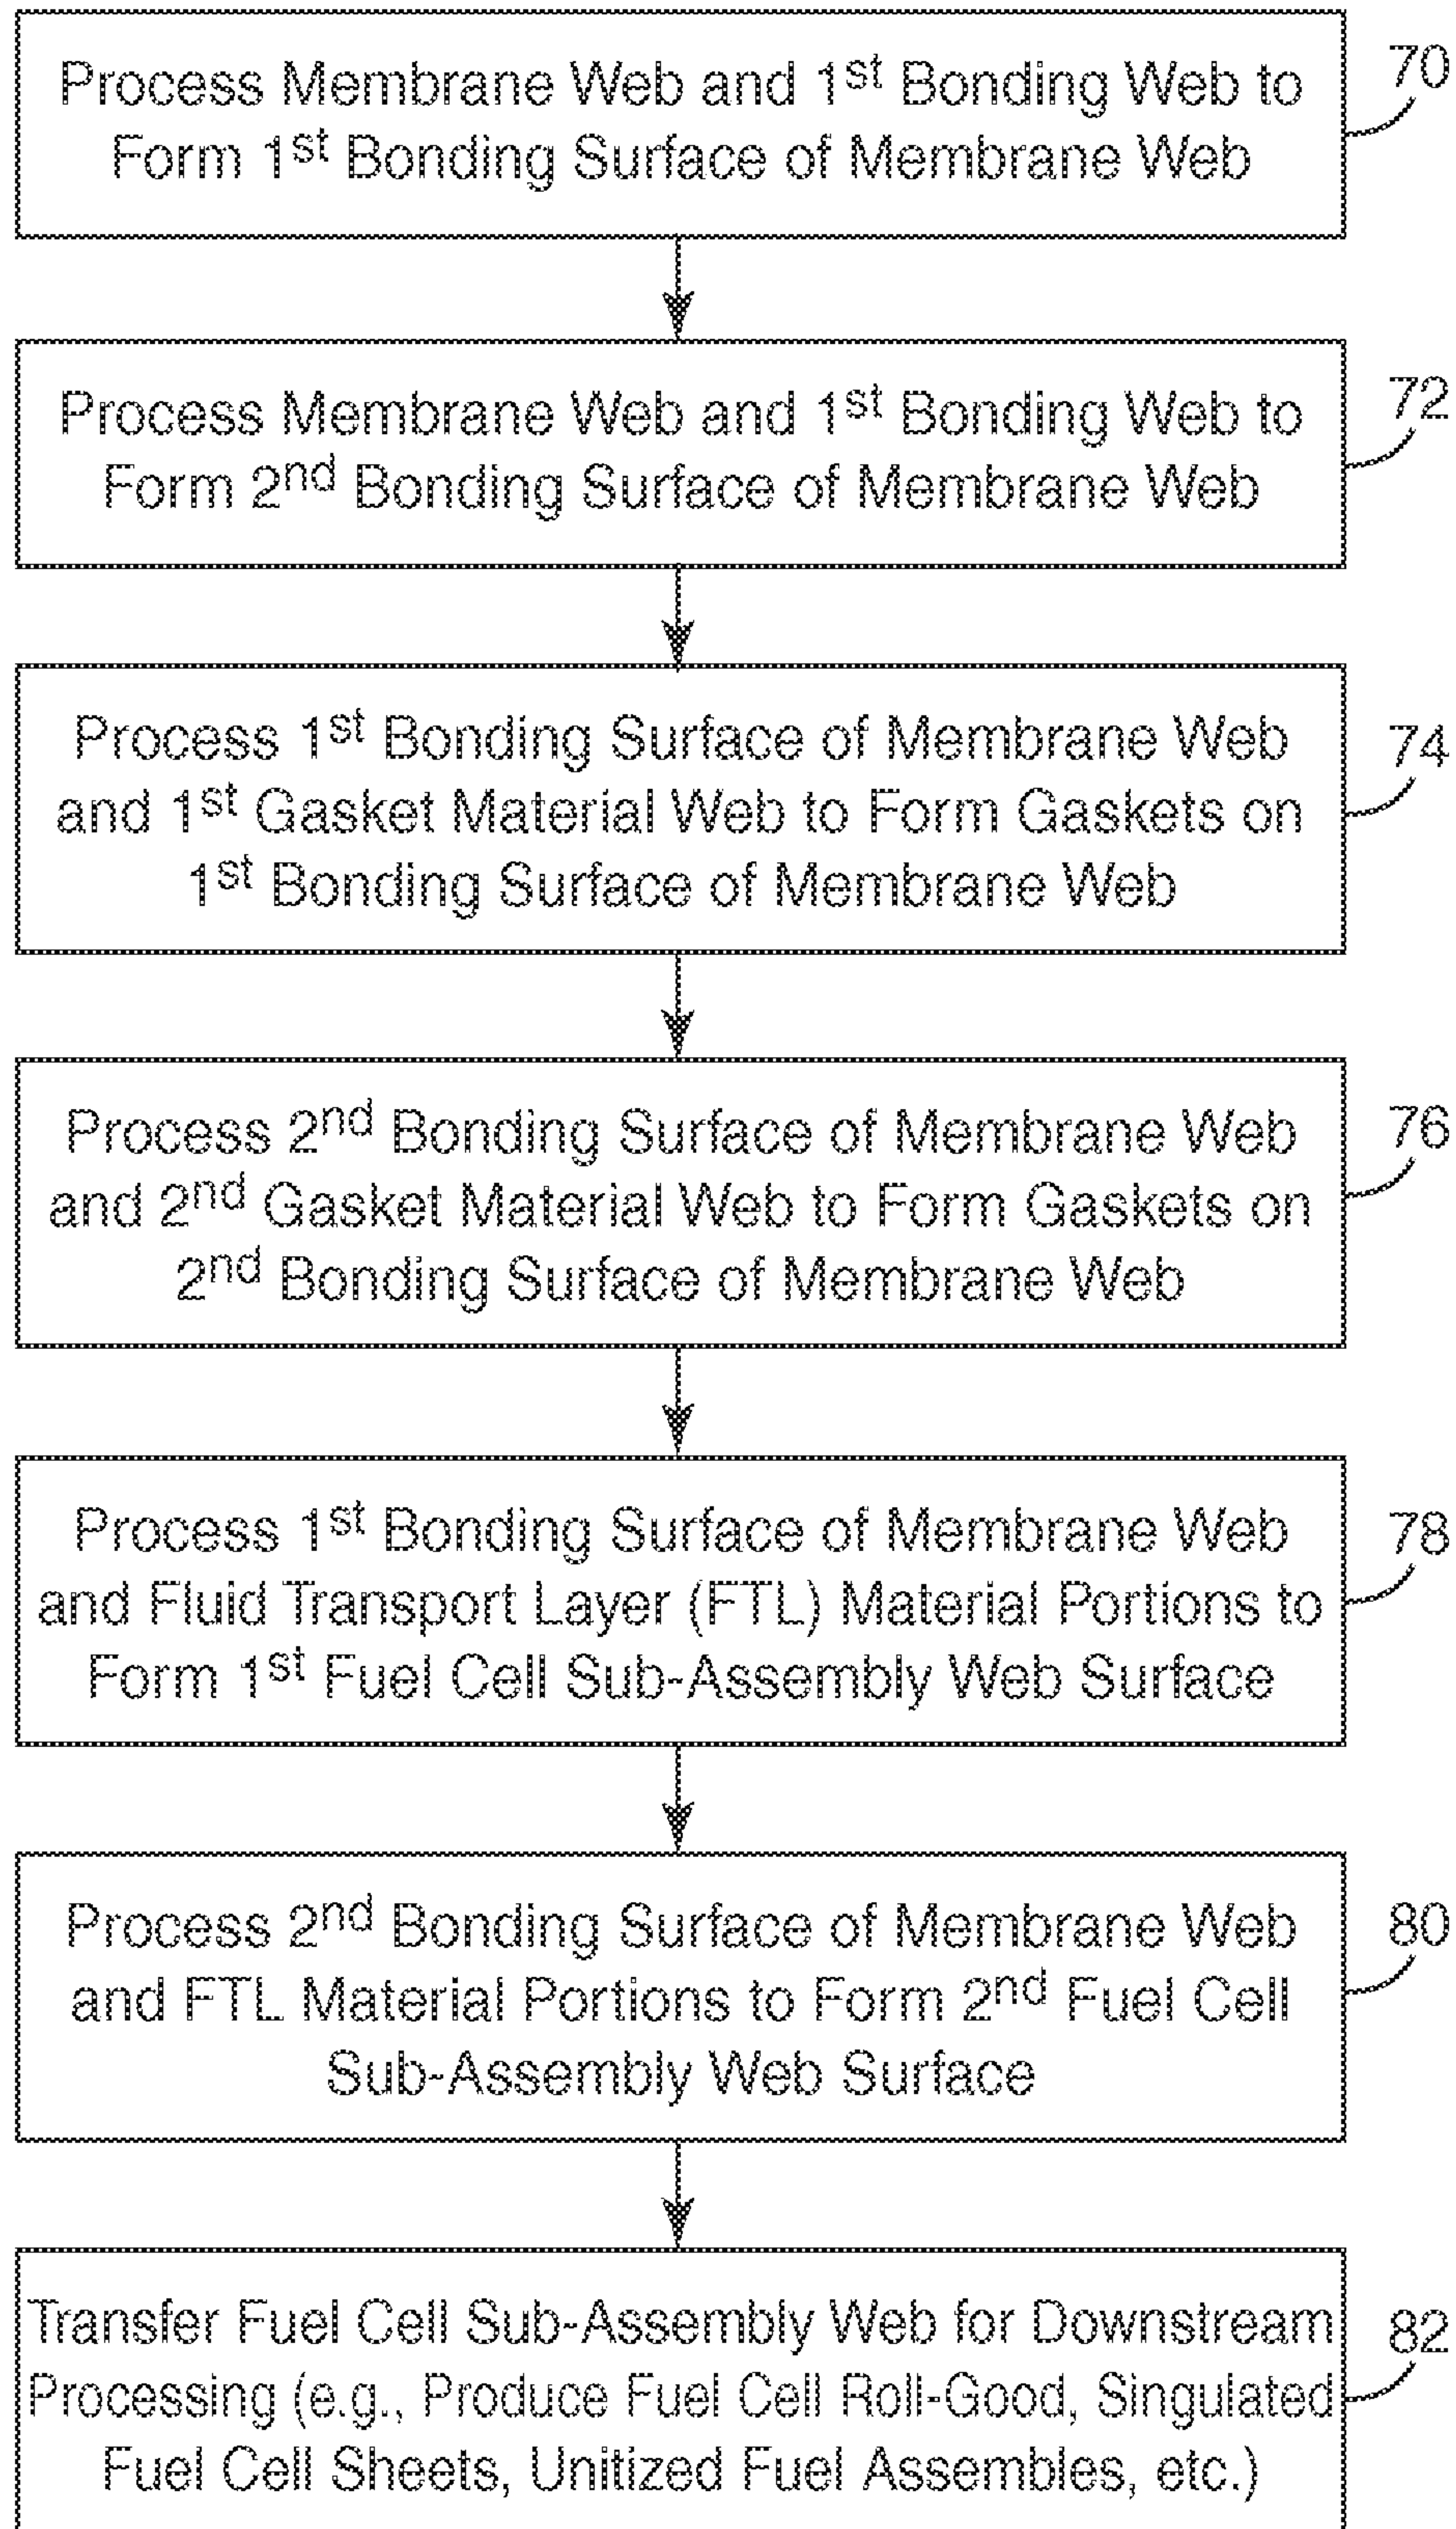 Process Membrane Web and 1st Bonding Web to
Form 1st Bonding Surface of Membrane Web
70
Process Membrane Web and 1st Bonding Web to
Form 2nd Bonding Surface of Membrane Web
72
Process 1st Bonding Surface of Membrane Web
and 1st Gasket Material Web to Form Gaskets on
1st Bonding Surface of Membrane Web
74
Process 2nd Bonding Surface of Membrane Web
and 2nd Gasket Material Web to Form Gaskets on
2nd Bonding Surface of Membrane Web
76
Process 1st Bonding Surface of Membrane Web
and Fluid Transport Layer (FTL) Material Portions to
Form 1st Fuel Cell Sub-Assembly Web Surface
78
Process 2nd Bonding Surface of Membrane Web
and FTL Material Portions to Form 2nd Fuel Cell
Sub-Assembly Web Surface
80
Transfer Fuel Cell Sub-Assembly Web for Downstream
Processing (e.g., Produce Fuel Cell Roll-Good, Singulated
Fuel Cell Sheets, Unitized Fuel Assembles, etc.)
82